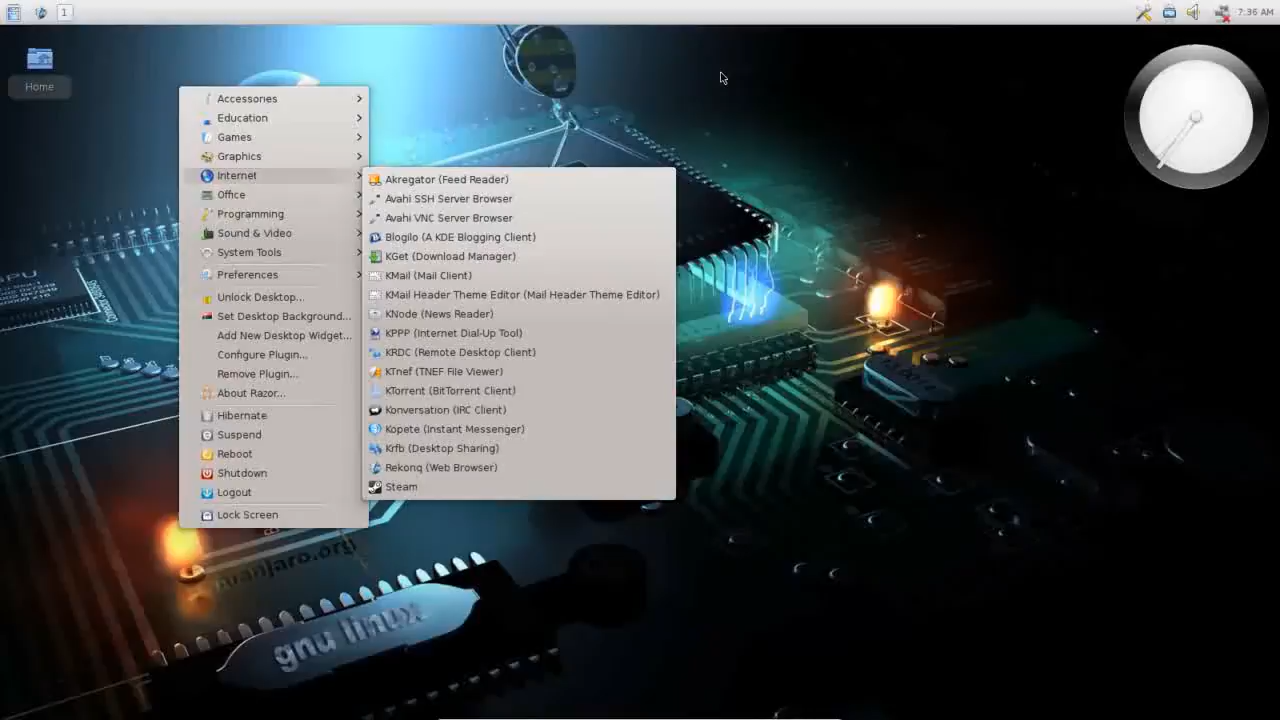 1
7:36 AM
Home
Accessories
Education
Games
Graphics
Internet
Office
Programming
Sound & Video
System Tools
Preferences
Unlock Desktop...
Set Desktop Background...
Add New Desktop Widget...
Configure Plugin...
Remove Plugin...
About Razor...
Hibernate
Suspend
Reboot
Shutdown
Logout
Lock Screen
Akregator (Feed Reader)
Avahi SSH Server Browser
Avahi VNC Server Browser
Blogilo (A KDE Blogging Client)
KGet (Download Manager)
KMail (Mail Client)
KMail Header Theme Editor (Mail Header Theme Editor)
KNode (News Reader)
KPPP (Internet Dial-Up Tool)
KRDC (Remote Desktop Client)
KTnef (TNEF File Viewer)
KTorrent (BitTorrent Client)
Konversation (IRC Client)
Kopete (Instant Messenger)
Krfb (Desktop Sharing)
Rekonq (Web Browser)
Steam
manjaro.org
gnu linux